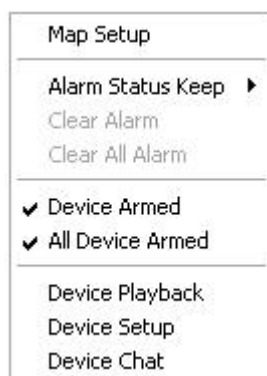 Map Setup
Alarm Status Keep
Clear Alarm
Clear All Alarm
Device Armed
All Device Armed
Device Playback
Device Setup
Device Chat